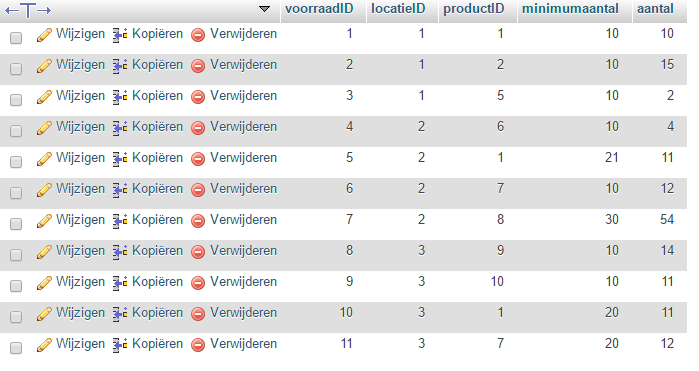 voorraadID locatieID productID minimumaantal aantal
Wijzigen Kopiëren Verwijderen 1 1 1 10 10
Wijzigen Kopiëren Verwijderen 2 1 2 10 15
Wijzigen Kopiëren Verwijderen 3 1 5 10 2
Wijzigen Kopiëren Verwijderen 4 2 6 10 4
Wijzigen Kopiëren Verwijderen 5 2 1 21 11
Wijzigen Kopiëren Verwijderen 6 2 7 10 12
Wijzigen Kopiëren Verwijderen 7 2 8 30 54
Wijzigen Kopiëren Verwijderen 8 3 9 10 14
Wijzigen Kopiëren Verwijderen 9 3 10 10 11
Wijzigen Kopiëren Verwijderen 10 3 1 20 11
Wijzigen Kopiëren Verwijderen 11 3 7 20 12